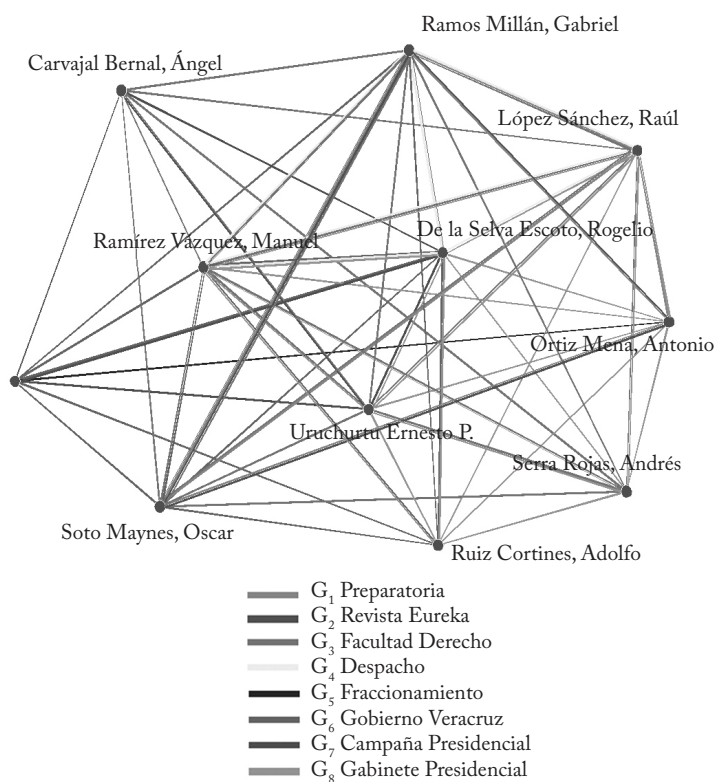 Ramos Millán, Gabriel
Carvajal Bernal, Ángel
López Sánchez, Raúl
De la Selva Escoto, Rogelio
Ramírez Vázquez, Manuel
Ortiz Mena, Antonio
Uruchurtu Ernesto P.
Serra Rojas, Andrés
Soto Maynes, Oscar
Ruiz Cortines, Adolfo
G₁ Preparatoria
G₂ Revista Eureka
G₃ Facultad Derecho
G₄ Despacho
G₅ Fraccionamiento
G₆ Gobierno Veracruz
G₇ Campaña Presidencial
G₈ Gabinete Presidencial